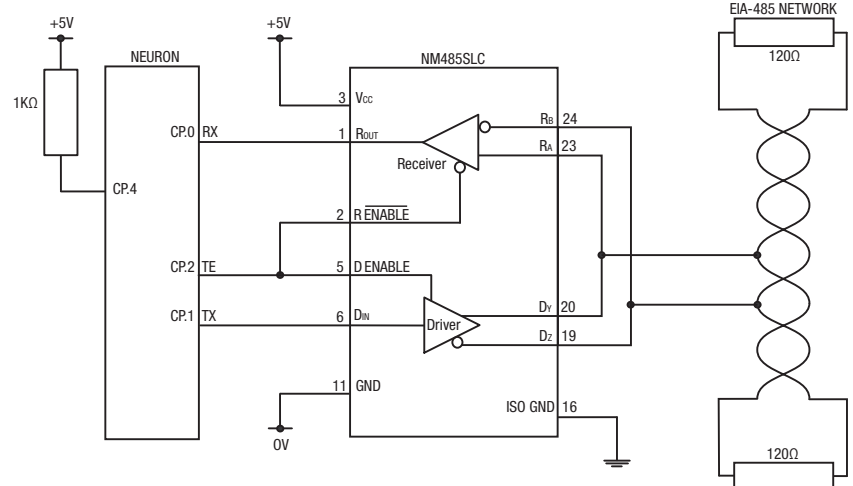 EIA-485 NETWORK
+5V
+5V
120Ω
NEURON
NM485SLC
1KΩ
3 VCC
CP.0 RX
1 ROUT
RB 24
RA 23
Receiver
CP.4
2 R ENABLE
CP.2 TE
5 D ENABLE
CP.1 TX
6 DIN
Driver
DY 20
DZ 19
11 GND
ISO GND 16
0V
120Ω